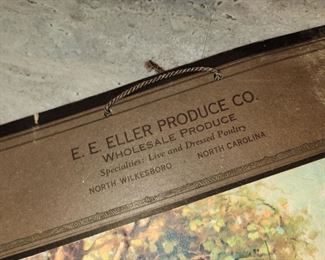 E. E. ELLER PRODUCE CO.
WHOLESALE PRODUCE
Specialties: Live and Dressed Poultry
NORTH WILKESBORO NORTH CAROLINA